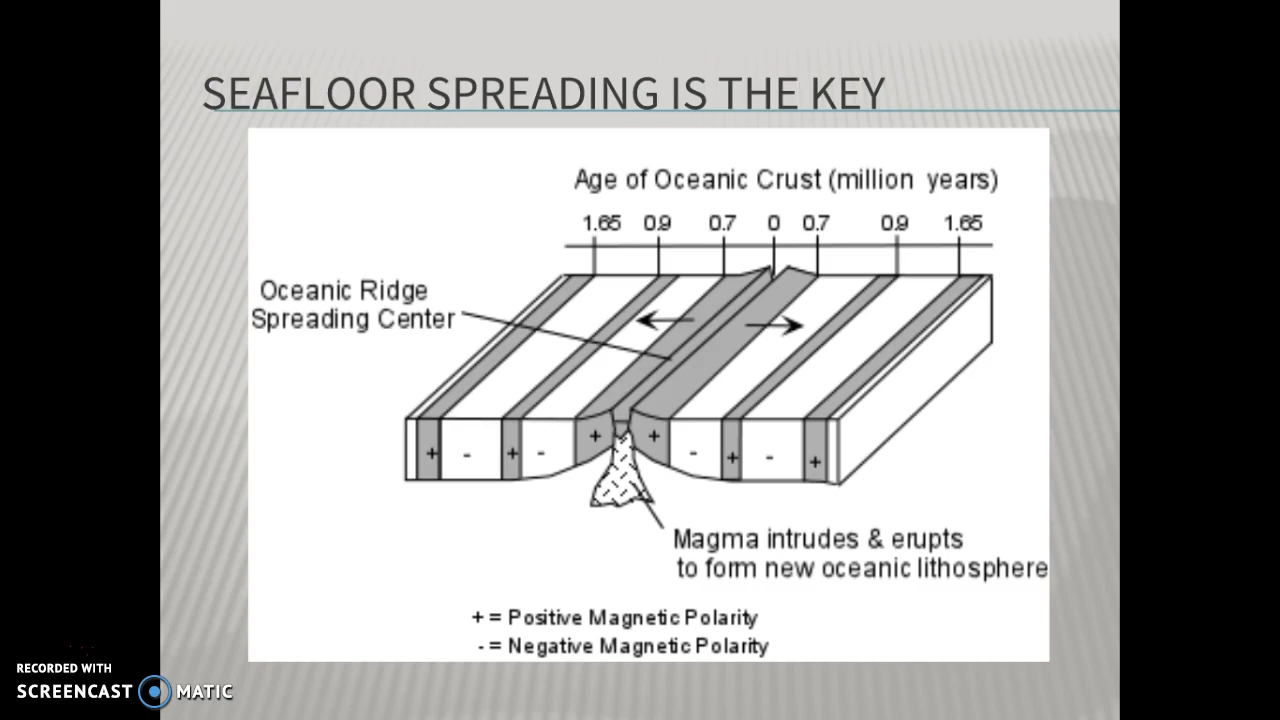 SEAFLOOR SPREADING IS THE KEY
Age of Oceanic Crust (million years)
1.65 0.9 0.7 0 0.7 0.9 1.65
Oceanic Ridge
Spreading Center
+ - + - + + - + - +
Magma intrudes & erupts
to form new oceanic lithosphere
+ = Positive Magnetic Polarity
- = Negative Magnetic Polarity
RECORDED WITH
SCREENCAST MATIC